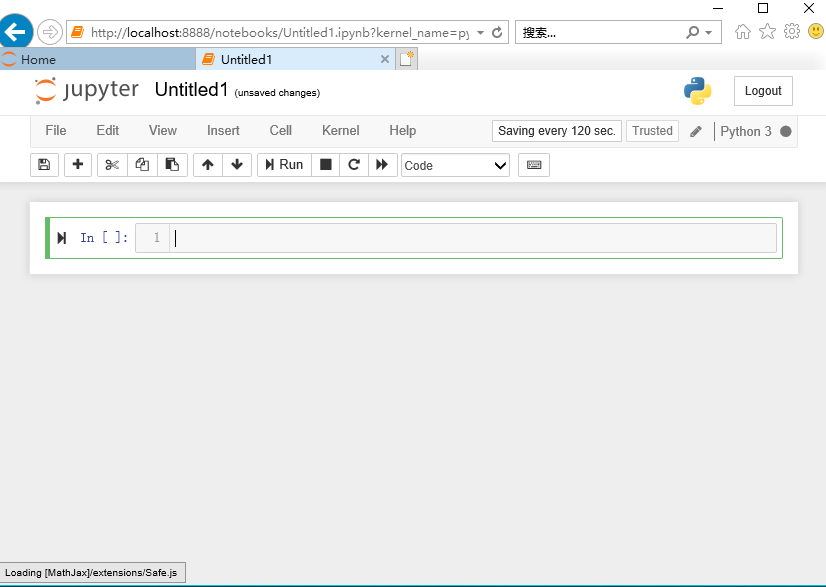 http://localhost:8888/notebooks/Untitled1.ipynb?kernel_name=py
搜索...
Home
Untitled1
jupyter Untitled1 (unsaved changes)
Logout
File Edit View Insert Cell Kernel Help
Saving every 120 sec.
Trusted
Python 3
Run
Code
In [ ]: 1
Loading [MathJax]/extensions/Safe.js